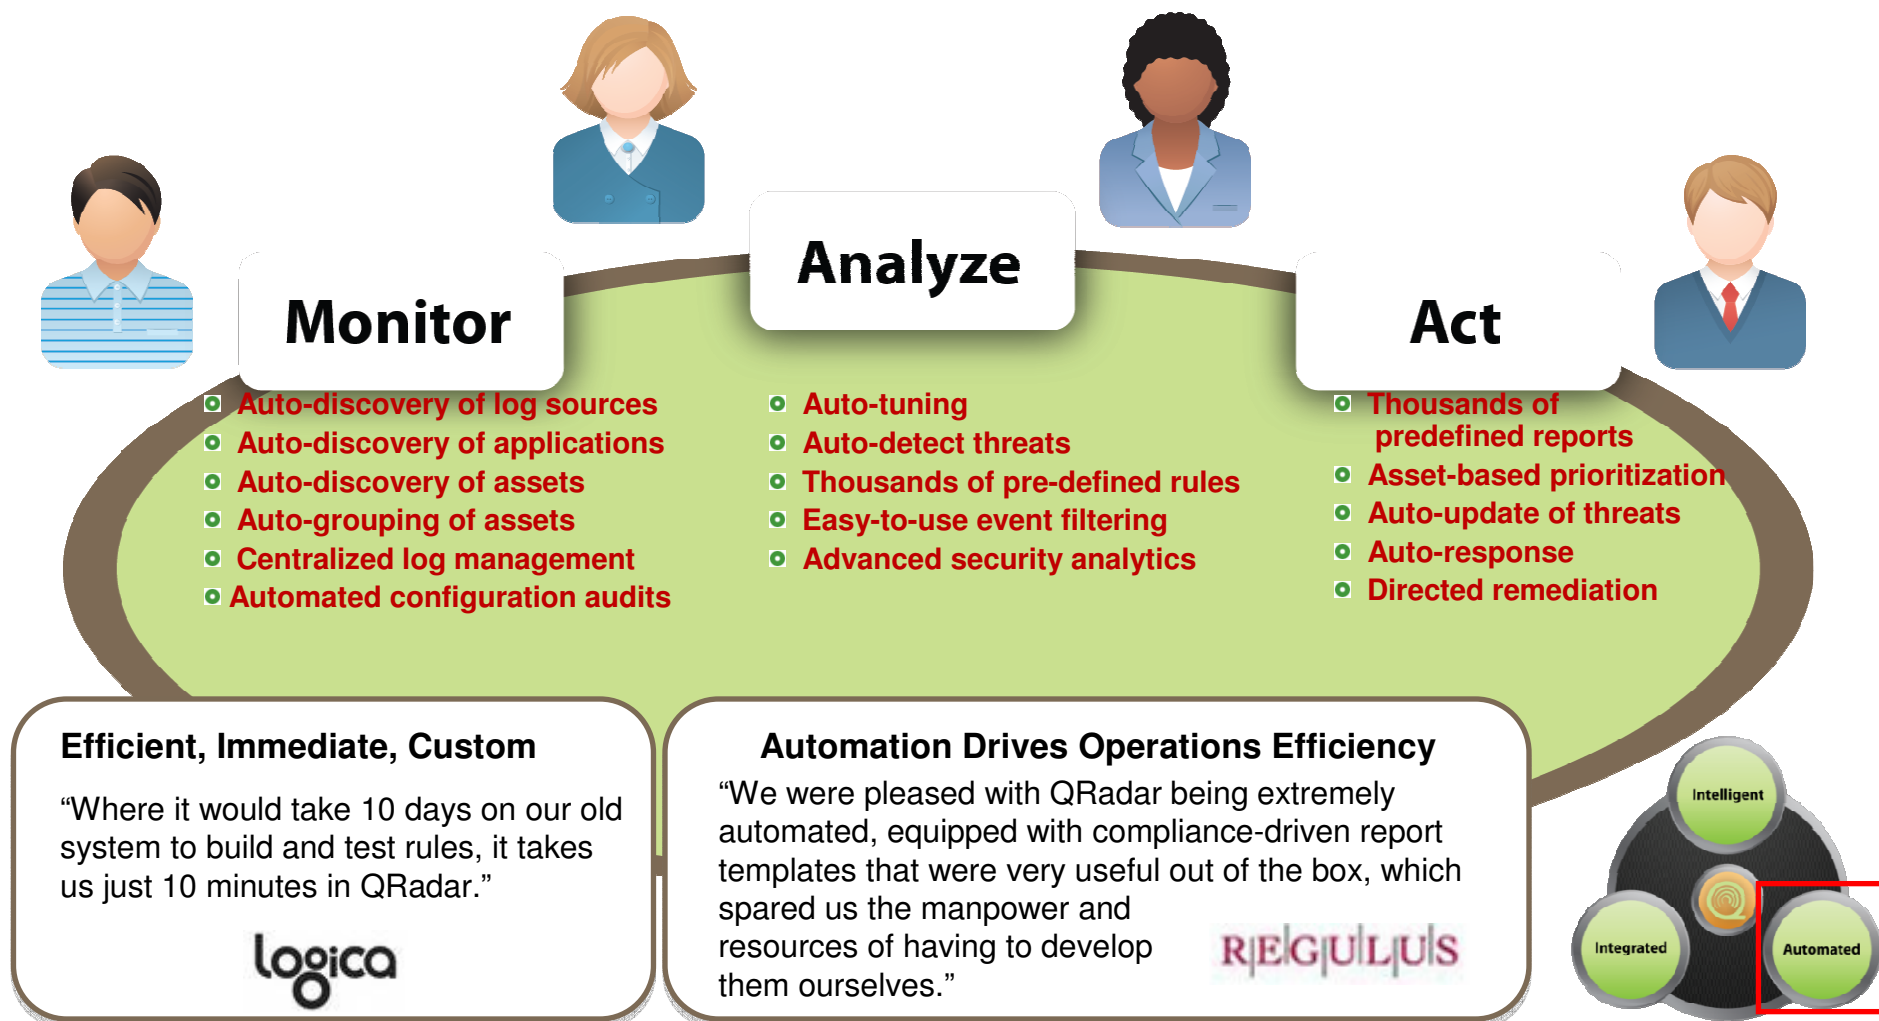 Monitor
Analyze
Act
Auto-discovery of log sources
Auto-discovery of applications
Auto-discovery of assets
Auto-grouping of assets
Centralized log management
Automated configuration audits
Auto-tuning
Auto-detect threats
Thousands of pre-defined rules
Easy-to-use event filtering
Advanced security analytics
Thousands of
predefined reports
Asset-based prioritization
Auto-update of threats
Auto-response
Directed remediation
Efficient, Immediate, Custom
“Where it would take 10 days on our old
system to build and test rules, it takes
us just 10 minutes in QRadar.”
logica
Automation Drives Operations Efficiency
“We were pleased with QRadar being extremely
automated, equipped with compliance-driven report
templates that were very useful out of the box, which
spared us the manpower and
resources of having to develop
them ourselves.”
R|E|G|U|L|U|S
Intelligent
Integrated
Automated